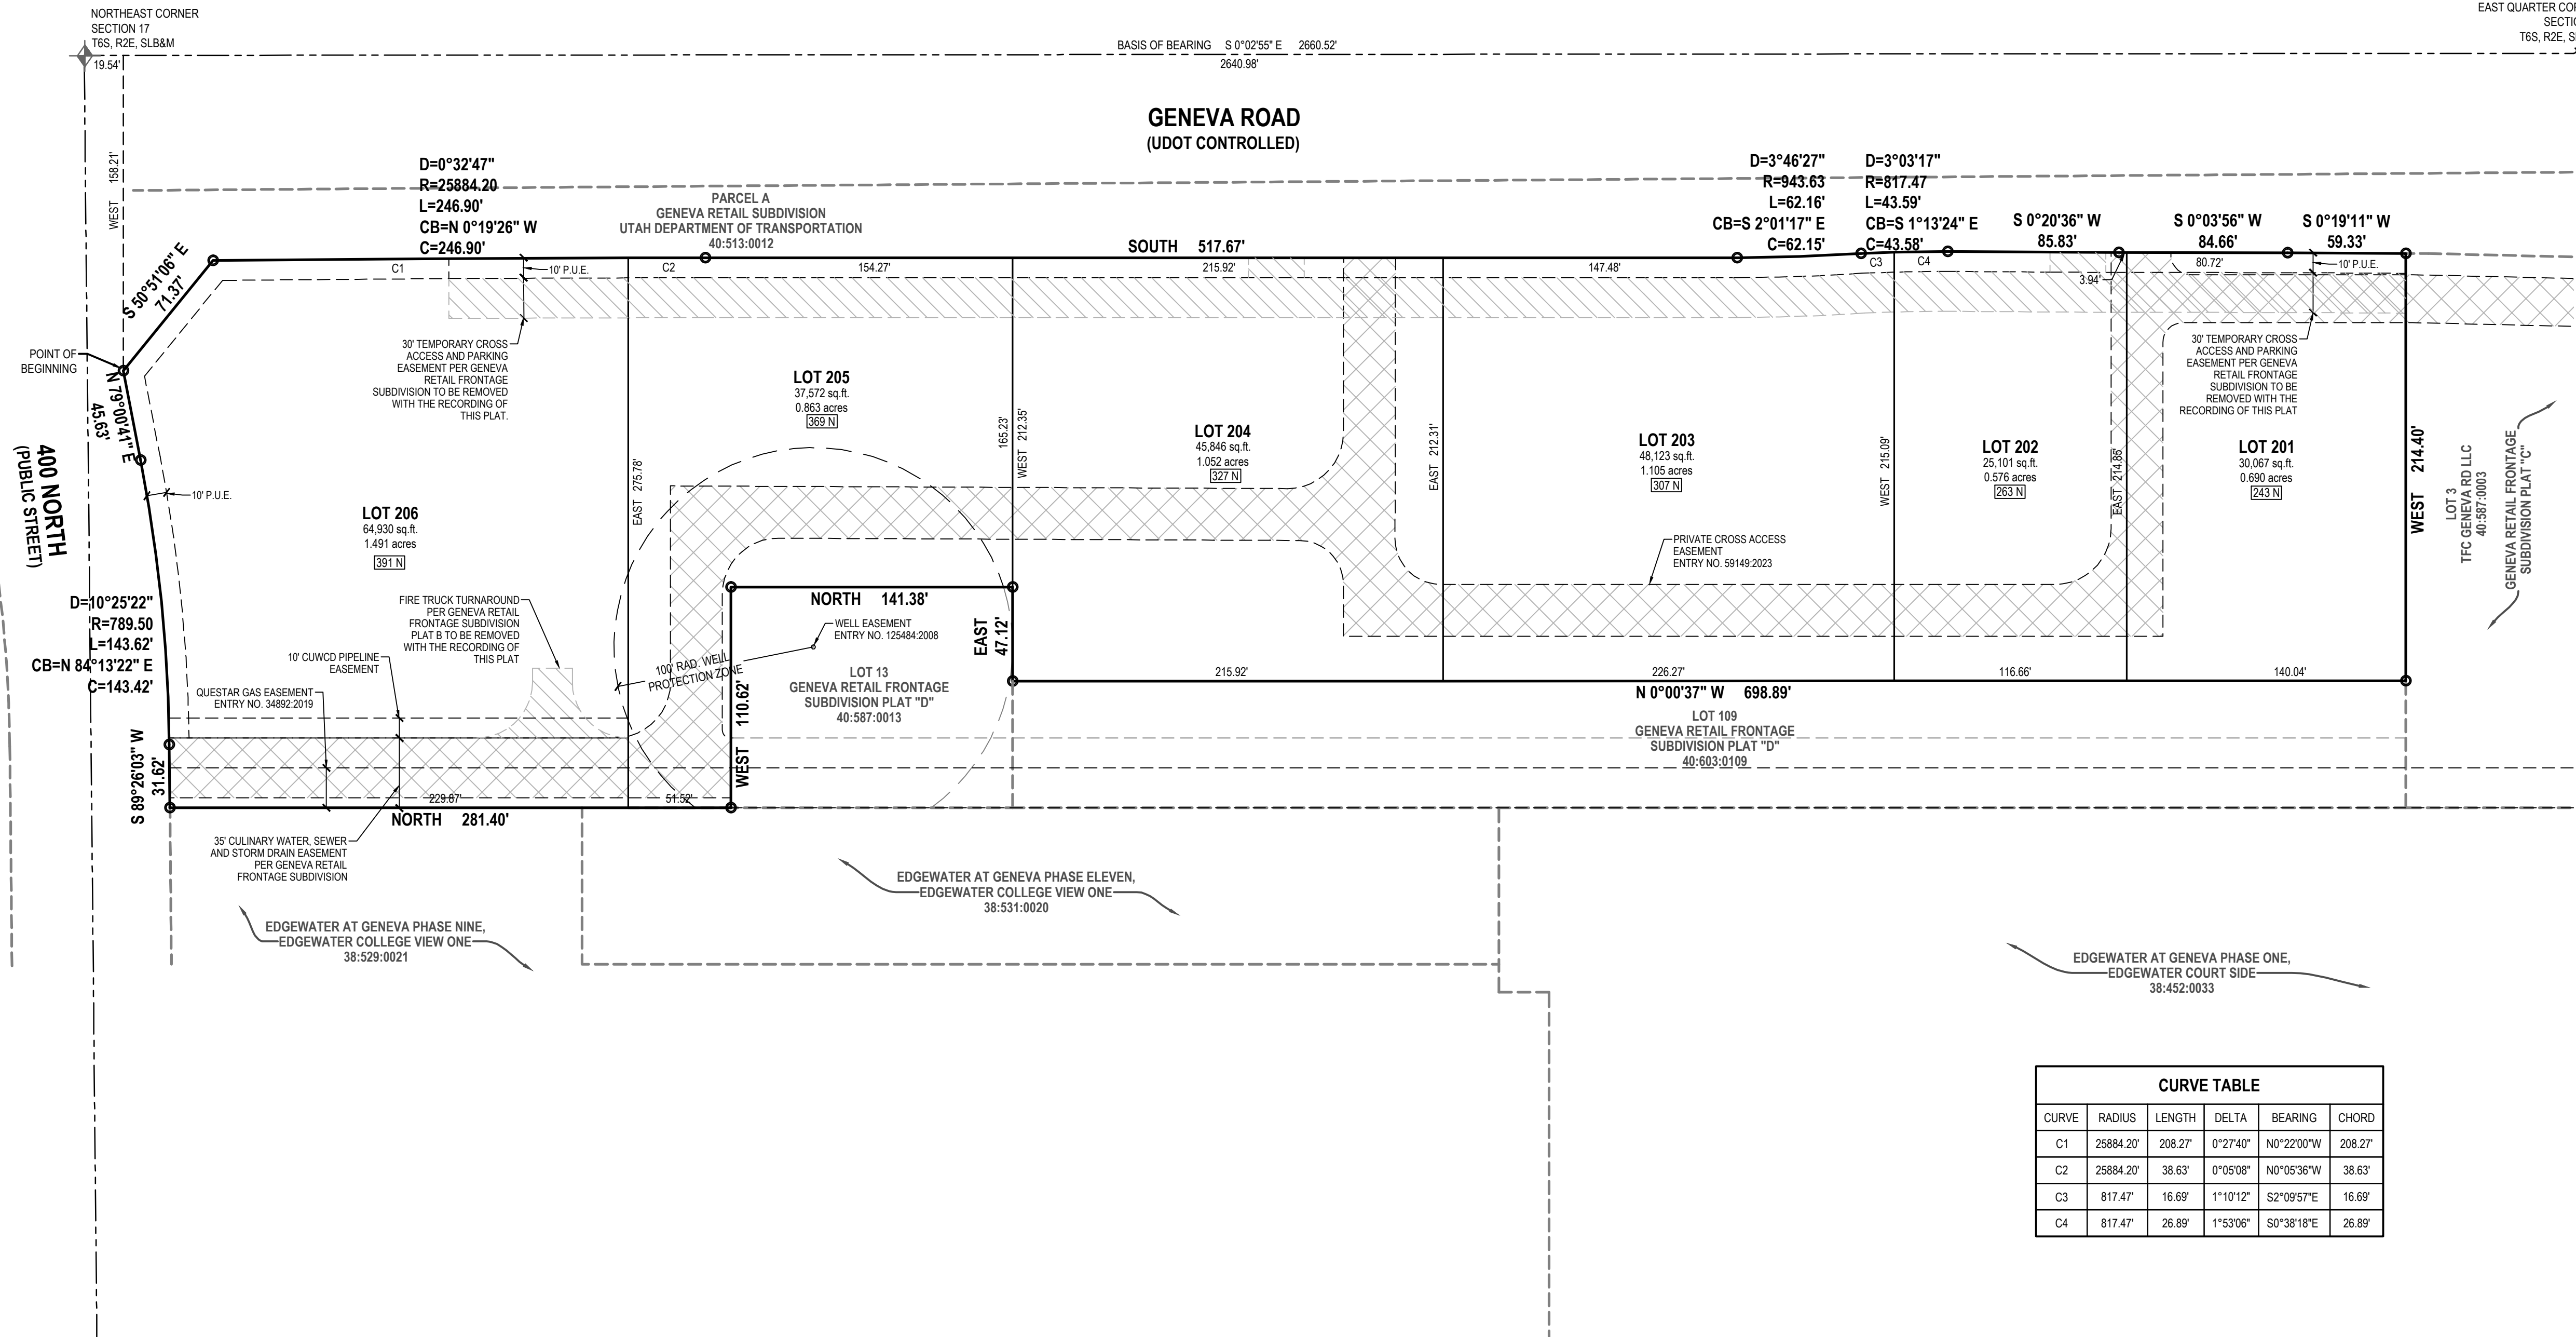 NORTHEAST CORNER
SECTION 17
T6S, R2E, SLB&M
19.54'
BASIS OF BEARING S 0°02'55" E 2660.52'
2640.98'
EAST QUARTER COR
SECTIO
T6S, R2E, S
GENEVA ROAD
(UDOT CONTROLLED)
WEST 158.21'
D=0°32'47"
R=25884.20
L=246.90'
CB=N 0°19'26" W
C=246.90'
PARCEL A
GENEVA RETAIL SUBDIVISION
UTAH DEPARTMENT OF TRANSPORTATION
40:513:0012
SOUTH 517.67'
D=3°46'27"
R=943.63
L=62.16'
CB=S 2°01'17" E
C=62.15'
D=3°03'17"
R=817.47
L=43.59'
CB=S 1°13'24" E
C=43.58'
S 0°20'36" W
85.83'
S 0°03'56" W
84.66'
S 0°19'11" W
59.33'
S 50°51'06" E
71.37'
C1
10' P.U.E.
C2
154.27'
215.92'
147.48'
C3
C4
3.94'
80.72'
10' P.U.E.
POINT OF
BEGINNING
N 79°00'41" E
45.63'
400 NORTH
(PUBLIC STREET)
10' P.U.E.
30' TEMPORARY CROSS
ACCESS AND PARKING
EASEMENT PER GENEVA
RETAIL FRONTAGE
SUBDIVISION TO BE REMOVED
WITH THE RECORDING OF
THIS PLAT.
LOT 206
64,930 sq.ft.
1.491 acres
391 N
EAST 275.78'
LOT 205
37,572 sq.ft.
0.863 acres
369 N
165.23'
WEST 212.35'
LOT 204
45,846 sq.ft.
1.052 acres
327 N
EAST 212.31'
LOT 203
48,123 sq.ft.
1.105 acres
307 N
WEST 215.09'
LOT 202
25,101 sq.ft.
0.576 acres
263 N
EAST 214.85'
30' TEMPORARY CROSS
ACCESS AND PARKING
EASEMENT PER GENEVA
RETAIL FRONTAGE
SUBDIVISION TO BE
REMOVED WITH THE
RECORDING OF THIS PLAT
LOT 201
30,067 sq.ft.
0.690 acres
243 N
WEST 214.40'
LOT 3
TFC GENEVA RD LLC
40:587:0003
GENEVA RETAIL FRONTAGE
SUBDIVISION PLAT "C"
PRIVATE CROSS ACCESS
EASEMENT
ENTRY NO. 59149:2023
D=10°25'22"
R=789.50
L=143.62'
CB=N 84°13'22" E
C=143.42'
FIRE TRUCK TURNAROUND
PER GENEVA RETAIL
FRONTAGE SUBDIVISION
PLAT B TO BE REMOVED
WITH THE RECORDING OF
THIS PLAT
10' CUWCD PIPELINE
EASEMENT
QUESTAR GAS EASEMENT
ENTRY NO. 34892:2019
NORTH 141.38'
EAST
47.12'
WELL EASEMENT
ENTRY NO. 125484:2008
100' RAD. WELL
PROTECTION ZONE
LOT 13
GENEVA RETAIL FRONTAGE
SUBDIVISION PLAT "D"
40:587:0013
WEST 110.62'
215.92'
226.27'
116.66'
140.04'
N 0°00'37" W 698.89'
LOT 109
GENEVA RETAIL FRONTAGE
SUBDIVISION PLAT "D"
40:603:0109
S 89°26'03" W
31.62'
229.87'
51.52'
NORTH 281.40'
35' CULINARY WATER, SEWER
AND STORM DRAIN EASEMENT
PER GENEVA RETAIL
FRONTAGE SUBDIVISION
EDGEWATER AT GENEVA PHASE NINE,
EDGEWATER COLLEGE VIEW ONE
38:529:0021
EDGEWATER AT GENEVA PHASE ELEVEN,
EDGEWATER COLLEGE VIEW ONE
38:531:0020
EDGEWATER AT GENEVA PHASE ONE,
EDGEWATER COURT SIDE
38:452:0033
CURVE TABLE
CURVE RADIUS LENGTH DELTA BEARING CHORD
C1 25884.20' 208.27' 0°27'40" N0°22'00"W 208.27'
C2 25884.20' 38.63' 0°05'08" N0°05'36"W 38.63'
C3 817.47' 16.69' 1°10'12" S2°09'57"E 16.69'
C4 817.47' 26.89' 1°53'06" S0°38'18"E 26.89'